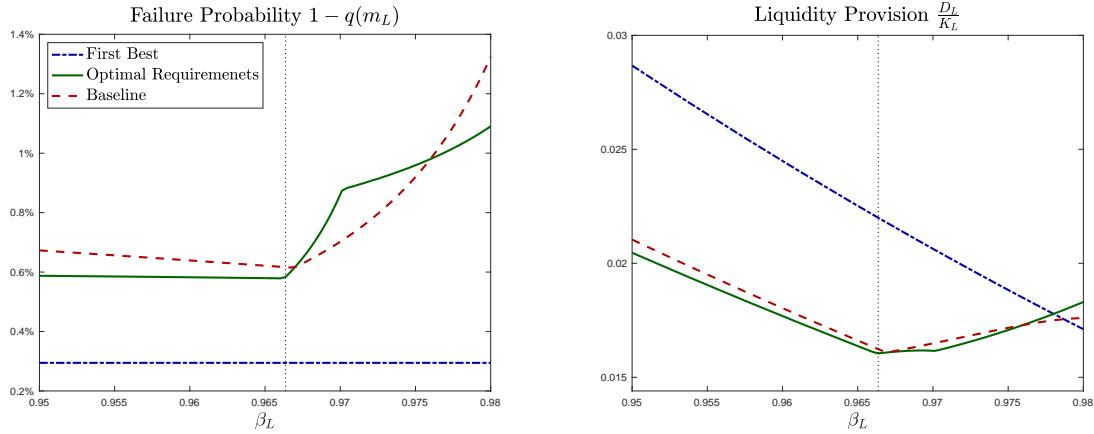 Failure Probability 1 − q(m_L)
1.4%
1.2%
1%
0.8%
0.6%
0.4%
0.2%
First Best
Optimal Requiremenets
Baseline
0.95 0.955 0.96 0.965 0.97 0.975 0.98
β_L
Liquidity Provision D_L/K_L
0.03
0.025
0.02
0.015
0.95 0.955 0.96 0.965 0.97 0.975 0.98
β_L